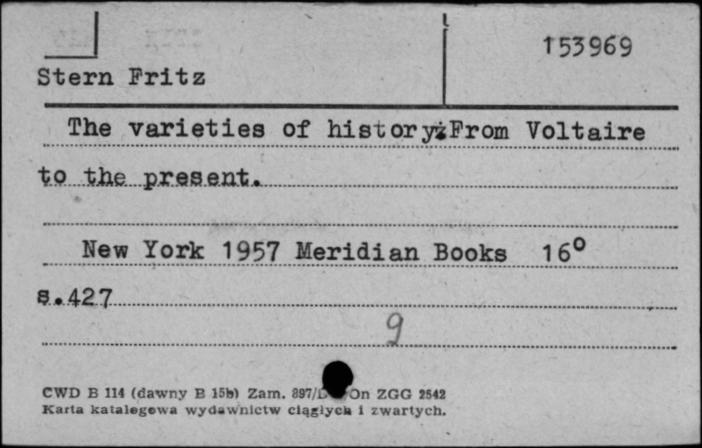 153969
Stern Fritz
The varieties of history: From Voltaire
to the present.
New York 1957 Meridian Books 16º
s.427
9
CWD B 114 (dawny B 15b) Zam. 897/ On ZGG 2542
Karta katalogowa wydawnictw ciągłych i zwartych.